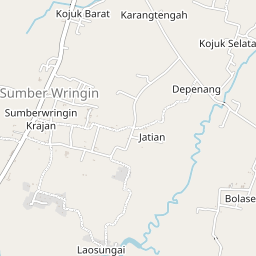 Kojuk Barat
Karangtengah
Kojuk Selata
Depenang
Sumber Wringin
Sumberwringin
Krajan
Jatian
Bolase
Laosungai